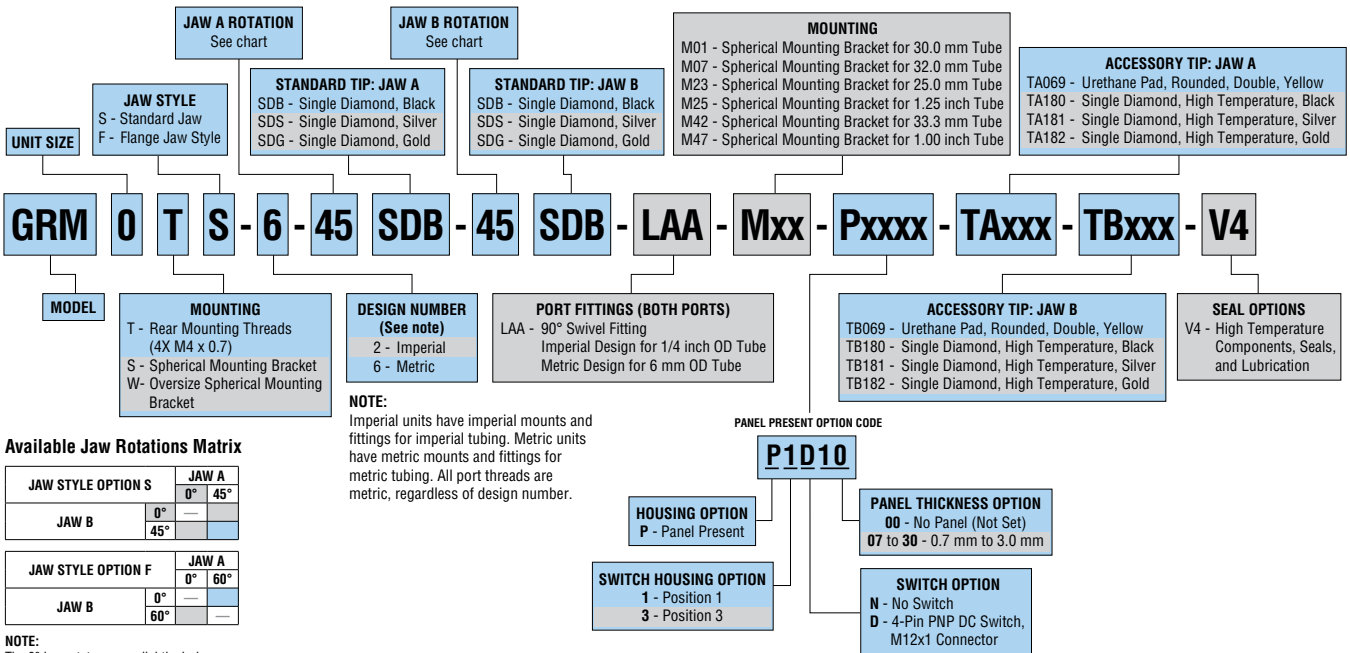 JAW A ROTATION
See chart
JAW B ROTATION
See chart
MOUNTING
M01 - Spherical Mounting Bracket for 30.0 mm Tube
M07 - Spherical Mounting Bracket for 32.0 mm Tube
M23 - Spherical Mounting Bracket for 25.0 mm Tube
M25 - Spherical Mounting Bracket for 1.25 inch Tube
M42 - Spherical Mounting Bracket for 33.3 mm Tube
M47 - Spherical Mounting Bracket for 1.00 inch Tube
ACCESSORY TIP: JAW A
TA069 - Urethane Pad, Rounded, Double, Yellow
TA180 - Single Diamond, High Temperature, Black
TA181 - Single Diamond, High Temperature, Silver
TA182 - Single Diamond, High Temperature, Gold
JAW STYLE
S - Standard Jaw
F - Flange Jaw Style
STANDARD TIP: JAW A
SDB - Single Diamond, Black
SDS - Single Diamond, Silver
SDG - Single Diamond, Gold
STANDARD TIP: JAW B
SDB - Single Diamond, Black
SDS - Single Diamond, Silver
SDG - Single Diamond, Gold
UNIT SIZE
GRM 0 T S - 6 - 45 SDB - 45 SDB - LAA - Mxx - Pxxxx - TAxxx - TBxxx - V4
MODEL
MOUNTING
T - Rear Mounting Threads
(4X M4 x 0.7)
S - Spherical Mounting Bracket
W- Oversize Spherical Mounting
Bracket
DESIGN NUMBER
(See note)
2 - Imperial
6 - Metric
PORT FITTINGS (BOTH PORTS)
LAA - 90° Swivel Fitting
Imperial Design for 1/4 inch OD Tube
Metric Design for 6 mm OD Tube
ACCESSORY TIP: JAW B
TB069 - Urethane Pad, Rounded, Double, Yellow
TB180 - Single Diamond, High Temperature, Black
TB181 - Single Diamond, High Temperature, Silver
TB182 - Single Diamond, High Temperature, Gold
SEAL OPTIONS
V4 - High Temperature
Components, Seals,
and Lubrication
NOTE:
Imperial units have imperial mounts and
fittings for imperial tubing. Metric units
have metric mounts and fittings for
metric tubing. All port threads are
metric, regardless of design number.
PANEL PRESENT OPTION CODE
P1D10
HOUSING OPTION
P - Panel Present
PANEL THICKNESS OPTION
00 - No Panel (Not Set)
07 to 30 - 0.7 mm to 3.0 mm
SWITCH HOUSING OPTION
1 - Position 1
3 - Position 3
SWITCH OPTION
N - No Switch
D - 4-Pin PNP DC Switch,
M12x1 Connector
Available Jaw Rotations Matrix
JAW STYLE OPTION S JAW A
0° 45°
JAW B 0° —
45°
JAW STYLE OPTION F JAW A
0° 60°
JAW B 0° —
60° —
NOTE: